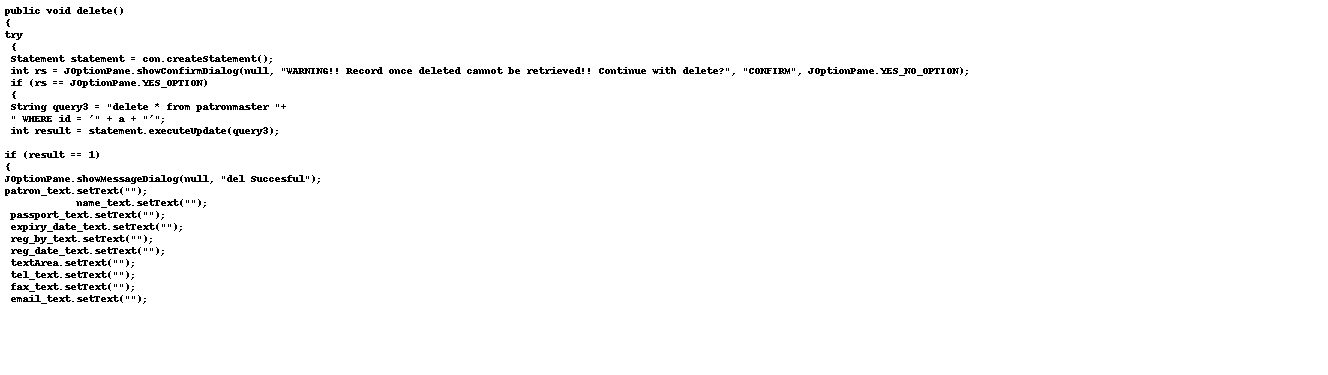 public void delete()
{
try
{
Statement statement = con.createStatement();
int rs = JOptionPane.showConfirmDialog(null, "WARNING!! Record once deleted cannot be retrieved!! Continue with delete?", "CONFIRM", JOptionPane.YES_NO_OPTION);
if (rs == JOptionPane.YES_OPTION)
{
String query3 = "delete * from patronmaster "+
" WHERE id = '" + a + "'";
int result = statement.executeUpdate(query3);
if (result == 1)
{
JOptionPane.showMessageDialog(null, "del Succesful");
patron_text.setText("");
name_text.setText("");
passport_text.setText("");
expiry_date_text.setText("");
reg_by_text.setText("");
reg_date_text.setText("");
textArea.setText("");
tel_text.setText("");
fax_text.setText("");
email_text.setText("");